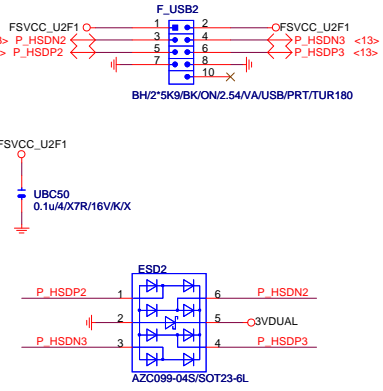 F_USB2
FSVCC_U2F1 1 2 FSVCC_U2F1
3> P_HSDN2 3 4 P_HSDN3 <13>
> P_HSDP2 5 6 P_HSDP3 <13>
7 8
10
BH/2*5K9/BK/ON/2.54/VA/USB/PRT/TUR180
FSVCC_U2F1
UBC50
0.1u/4/X7R/16V/K/X
ESD2
P_HSDP2 1 6 P_HSDN2
2 5 3VDUAL
P_HSDN3 3 4 P_HSDP3
AZC099-04S/SOT23-6L